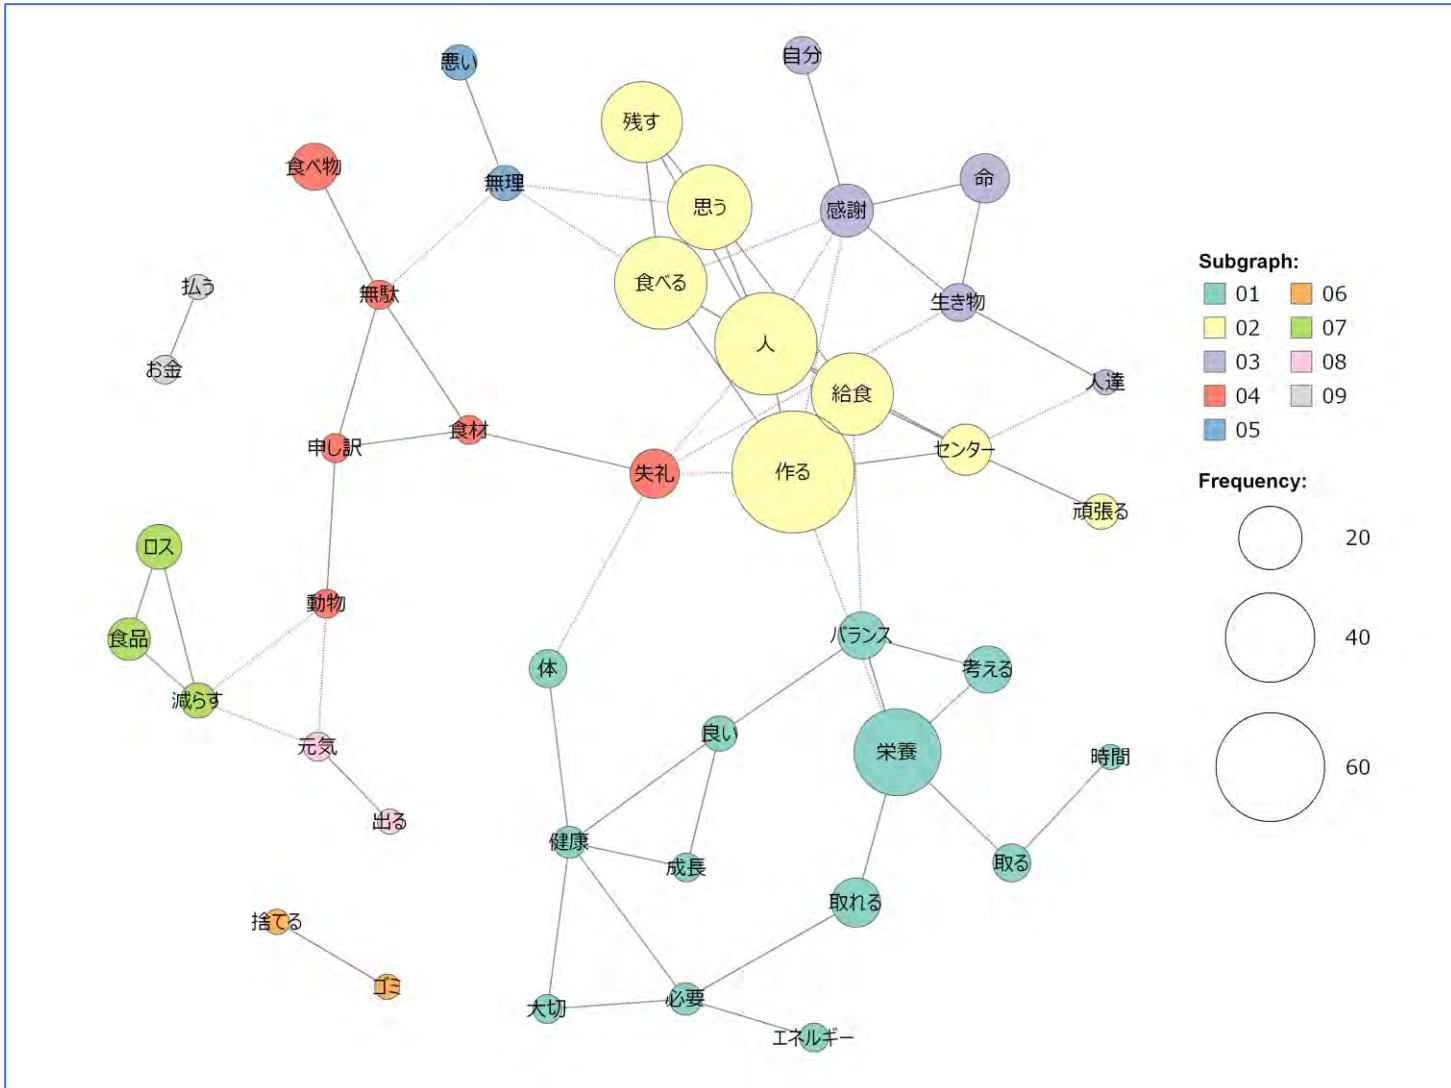 悪い
自分
残す
食べ物
無理
命
思う
感謝
払う
食べる
無駄
生き物
人
お金
人達
給食
食材
申し訳
センター
失礼
作る
頑張る
ロス
動物
食品
バランス
体
考える
減らす
良い
元気
栄養
時間
出る
健康
成長
取る
取れる
捨てる
ゴミ
大切
必要
エネルギー
Subgraph:
01 06
02 07
03 08
04 09
05
Frequency:
20
40
60